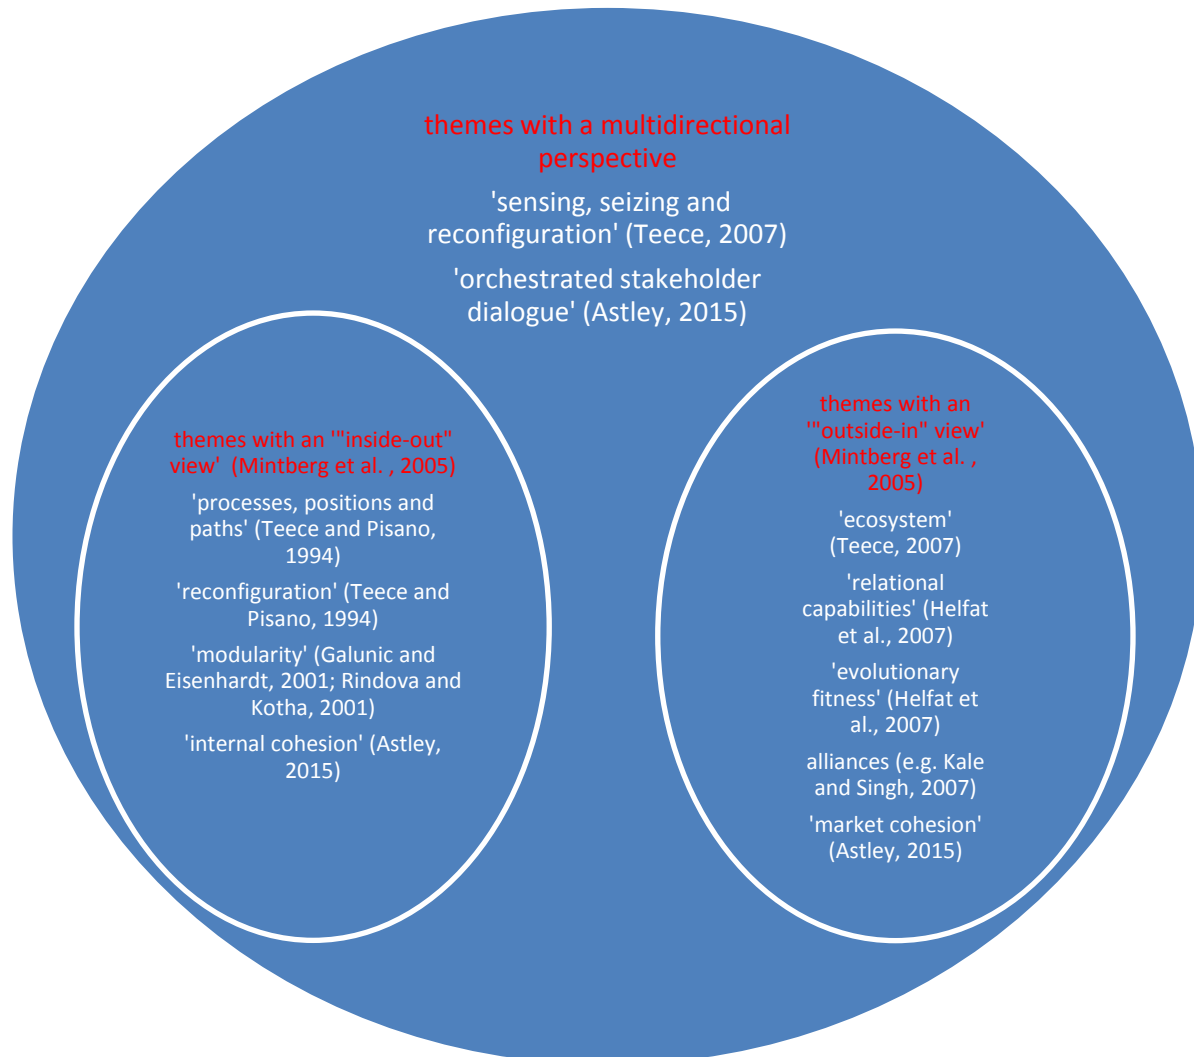 themes with a multidirectional
perspective
'sensing, seizing and
reconfiguration' (Teece, 2007)
'orchestrated stakeholder
dialogue' (Astley, 2015)
themes with an '"inside-out"
view'  (Mintberg et al. , 2005)
'processes, positions and
paths' (Teece and Pisano,
1994)
'reconfiguration' (Teece and
Pisano, 1994)
'modularity' (Galunic and
Eisenhardt, 2001; Rindova and
Kotha, 2001)
'internal cohesion' (Astley,
2015)
themes with an
'"outside-in" view'
(Mintberg et al. ,
2005)
'ecosystem'
(Teece, 2007)
'relational
capabilities' (Helfat
et al., 2007)
'evolutionary
fitness' (Helfat et
al., 2007)
alliances (e.g. Kale
and Singh, 2007)
'market cohesion'
(Astley, 2015)